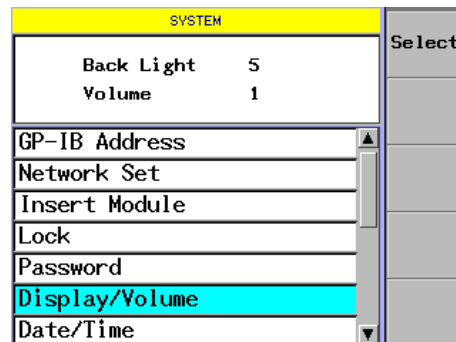 SYSTEM
Select
Back Light 5
Volume 1
GP-IB Address
Network Set
Insert Module
Lock
Password
Display/Volume
Date/Time